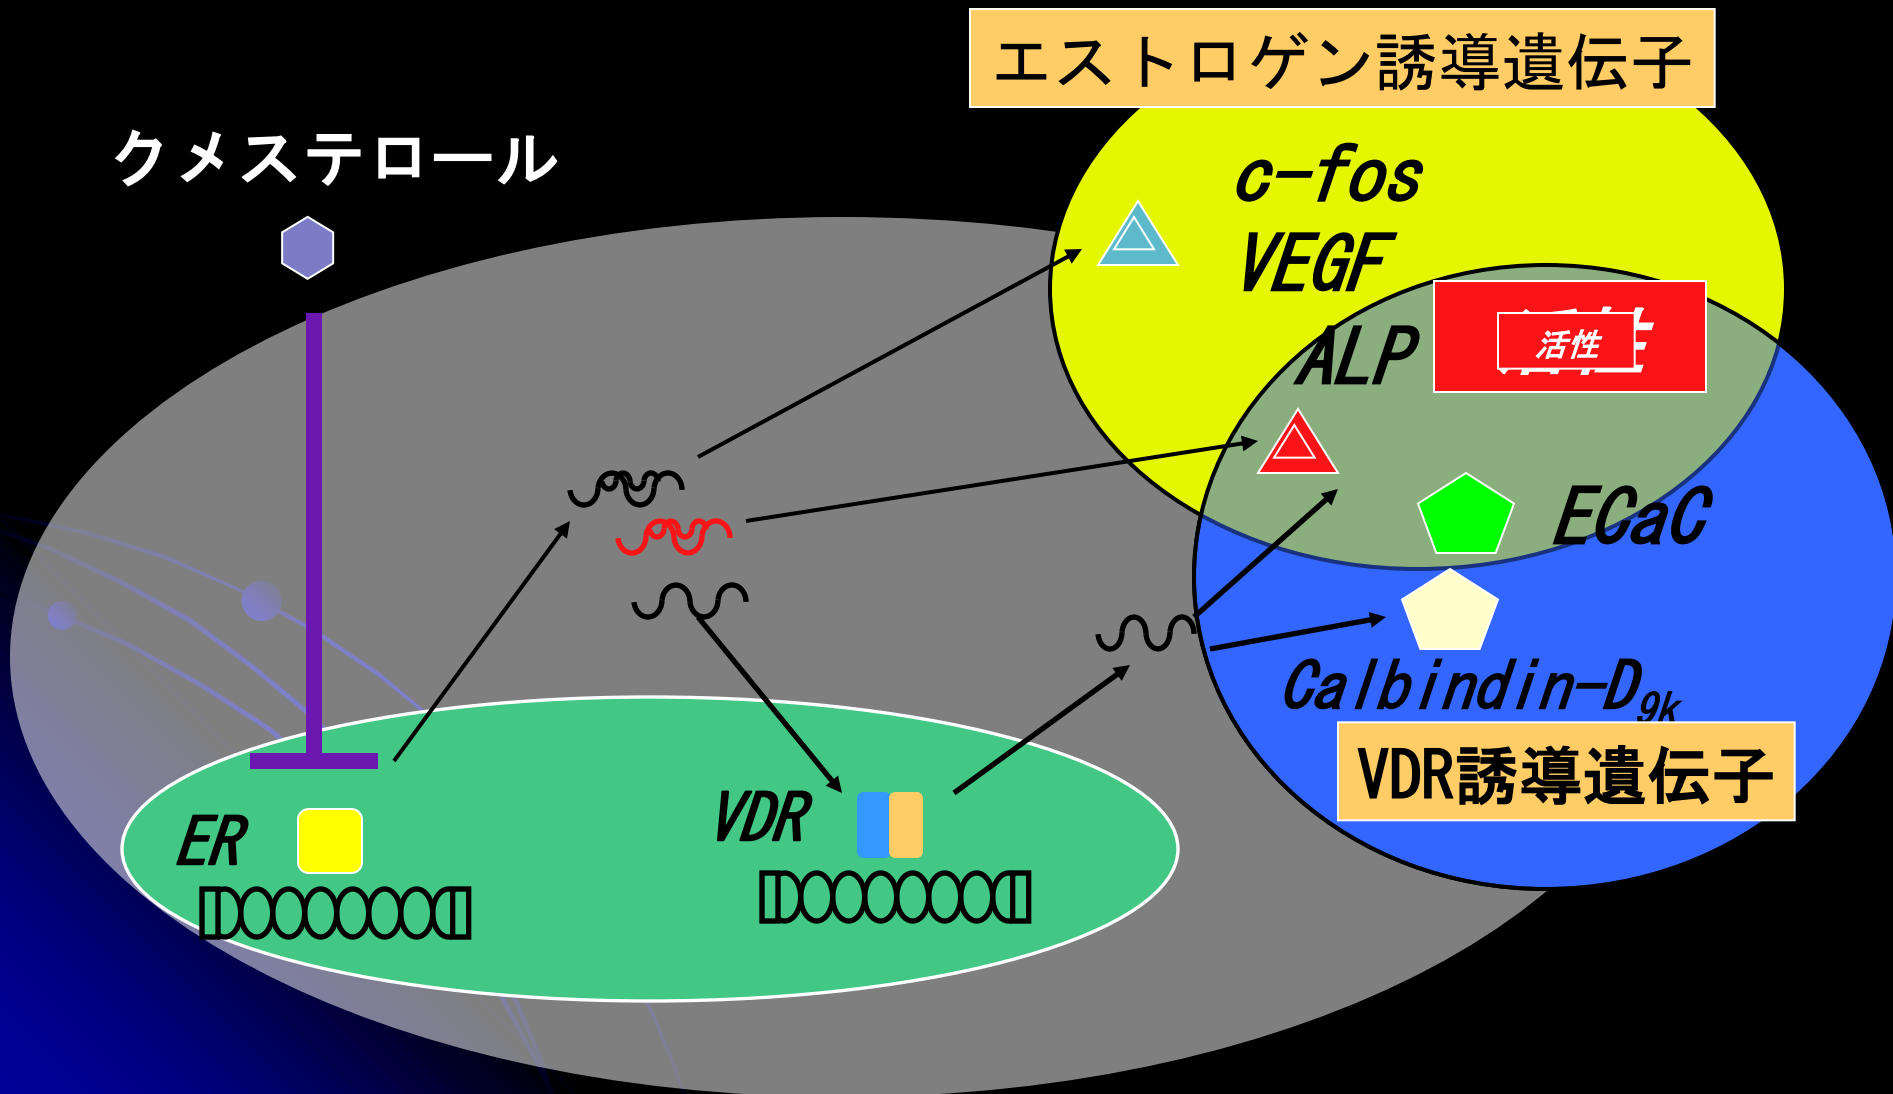 エストロゲン誘導遺伝子
クメステロール
c-fos
VEGF
ALP
活性
ECaC
Calbindin-D9k
VDR誘導遺伝子
VDR
ER